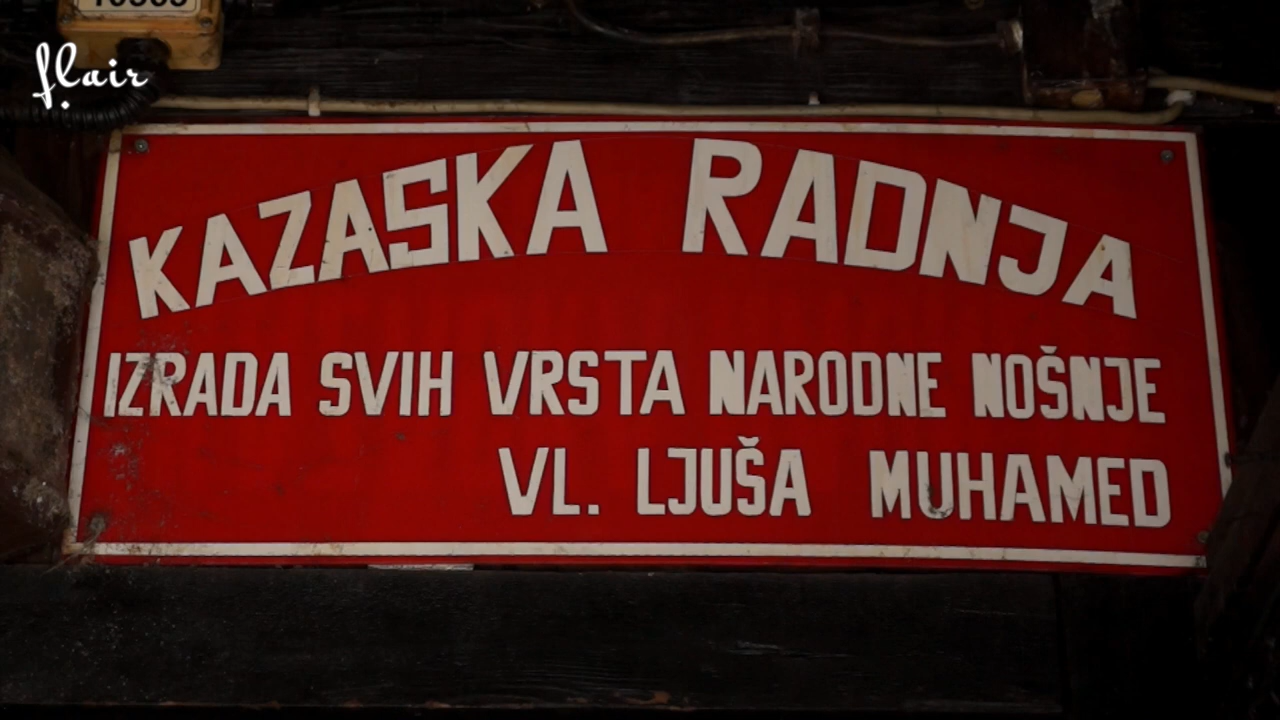 flair
KAZASKA RADNJA
IZRADA SVIH VRSTA NARODNE NOŠNJE
VL. LJUŠA MUHAMED